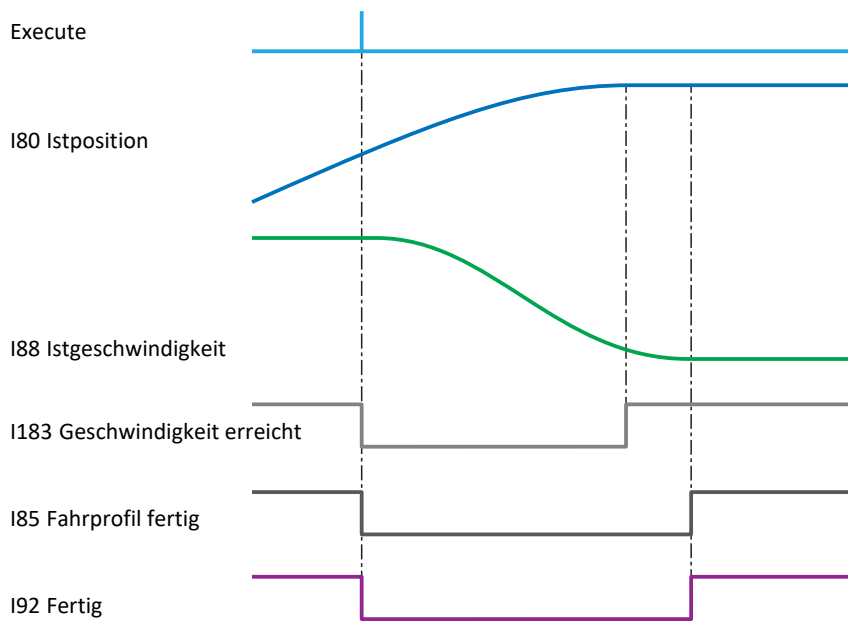 Execute
I80 Istposition
I88 Istgeschwindigkeit
I183 Geschwindigkeit erreicht
I85 Fahrprofil fertig
I92 Fertig